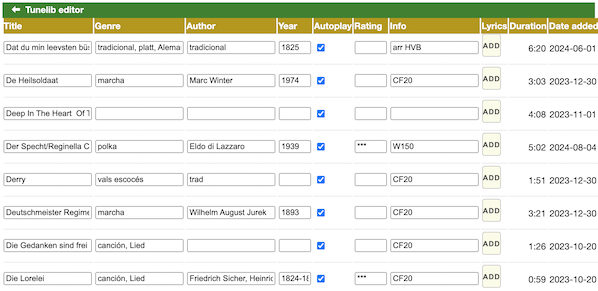 ← Tunelib editor
Title Genre Author Year Autoplay Rating Info Lyrics Duration Date added
Dat du min leevsten büs tradicional, platt, Alema tradicional 1825 arr HVB ADD 6:20 2024-06-01
De Heilsoldaat marcha Marc Winter 1974 CF20 ADD 3:03 2023-12-30
Deep In The Heart Of T ADD 4:08 2023-11-01
Der Specht/Reginella C polka Eldo di Lazzaro 1939 *** W150 ADD 5:02 2024-08-04
Derry vals escocés trad CF20 ADD 1:51 2023-12-30
Deutschmeister Regime marcha Wilhelm August Jurek 1893 CF20 ADD 3:21 2023-12-30
Die Gedanken sind frei canción, Lied CF20 ADD 1:26 2023-10-20
Die Lorelei canción, Lied Friedrich Sicher, Heinric 1824-18 *** CF20 ADD 0:59 2023-10-20